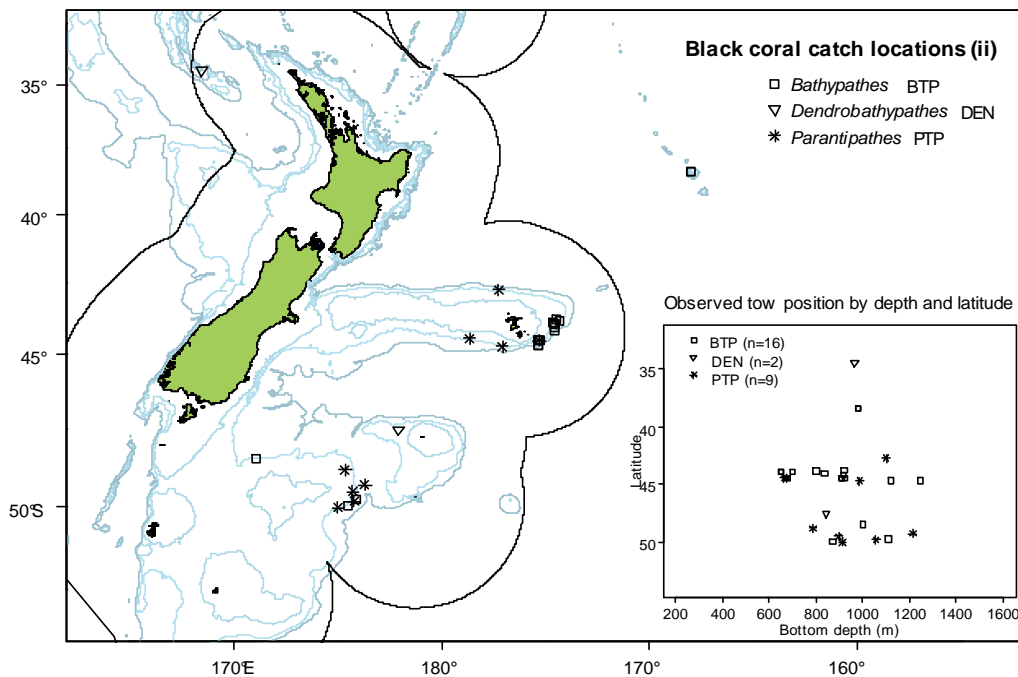 Black coral catch locations (ii)
Bathypathes BTP
Dendrobathypathes DEN
Parantipathes PTP
35°
40°
45°
50°S
170°E
180°
170°
160°
Observed tow position by depth and latitude
BTP (n=16)
DEN (n=2)
PTP (n=9)
Latitude
35
40
45
50
200 400 600 800 1000 1200 1400 1600
Bottom depth (m)